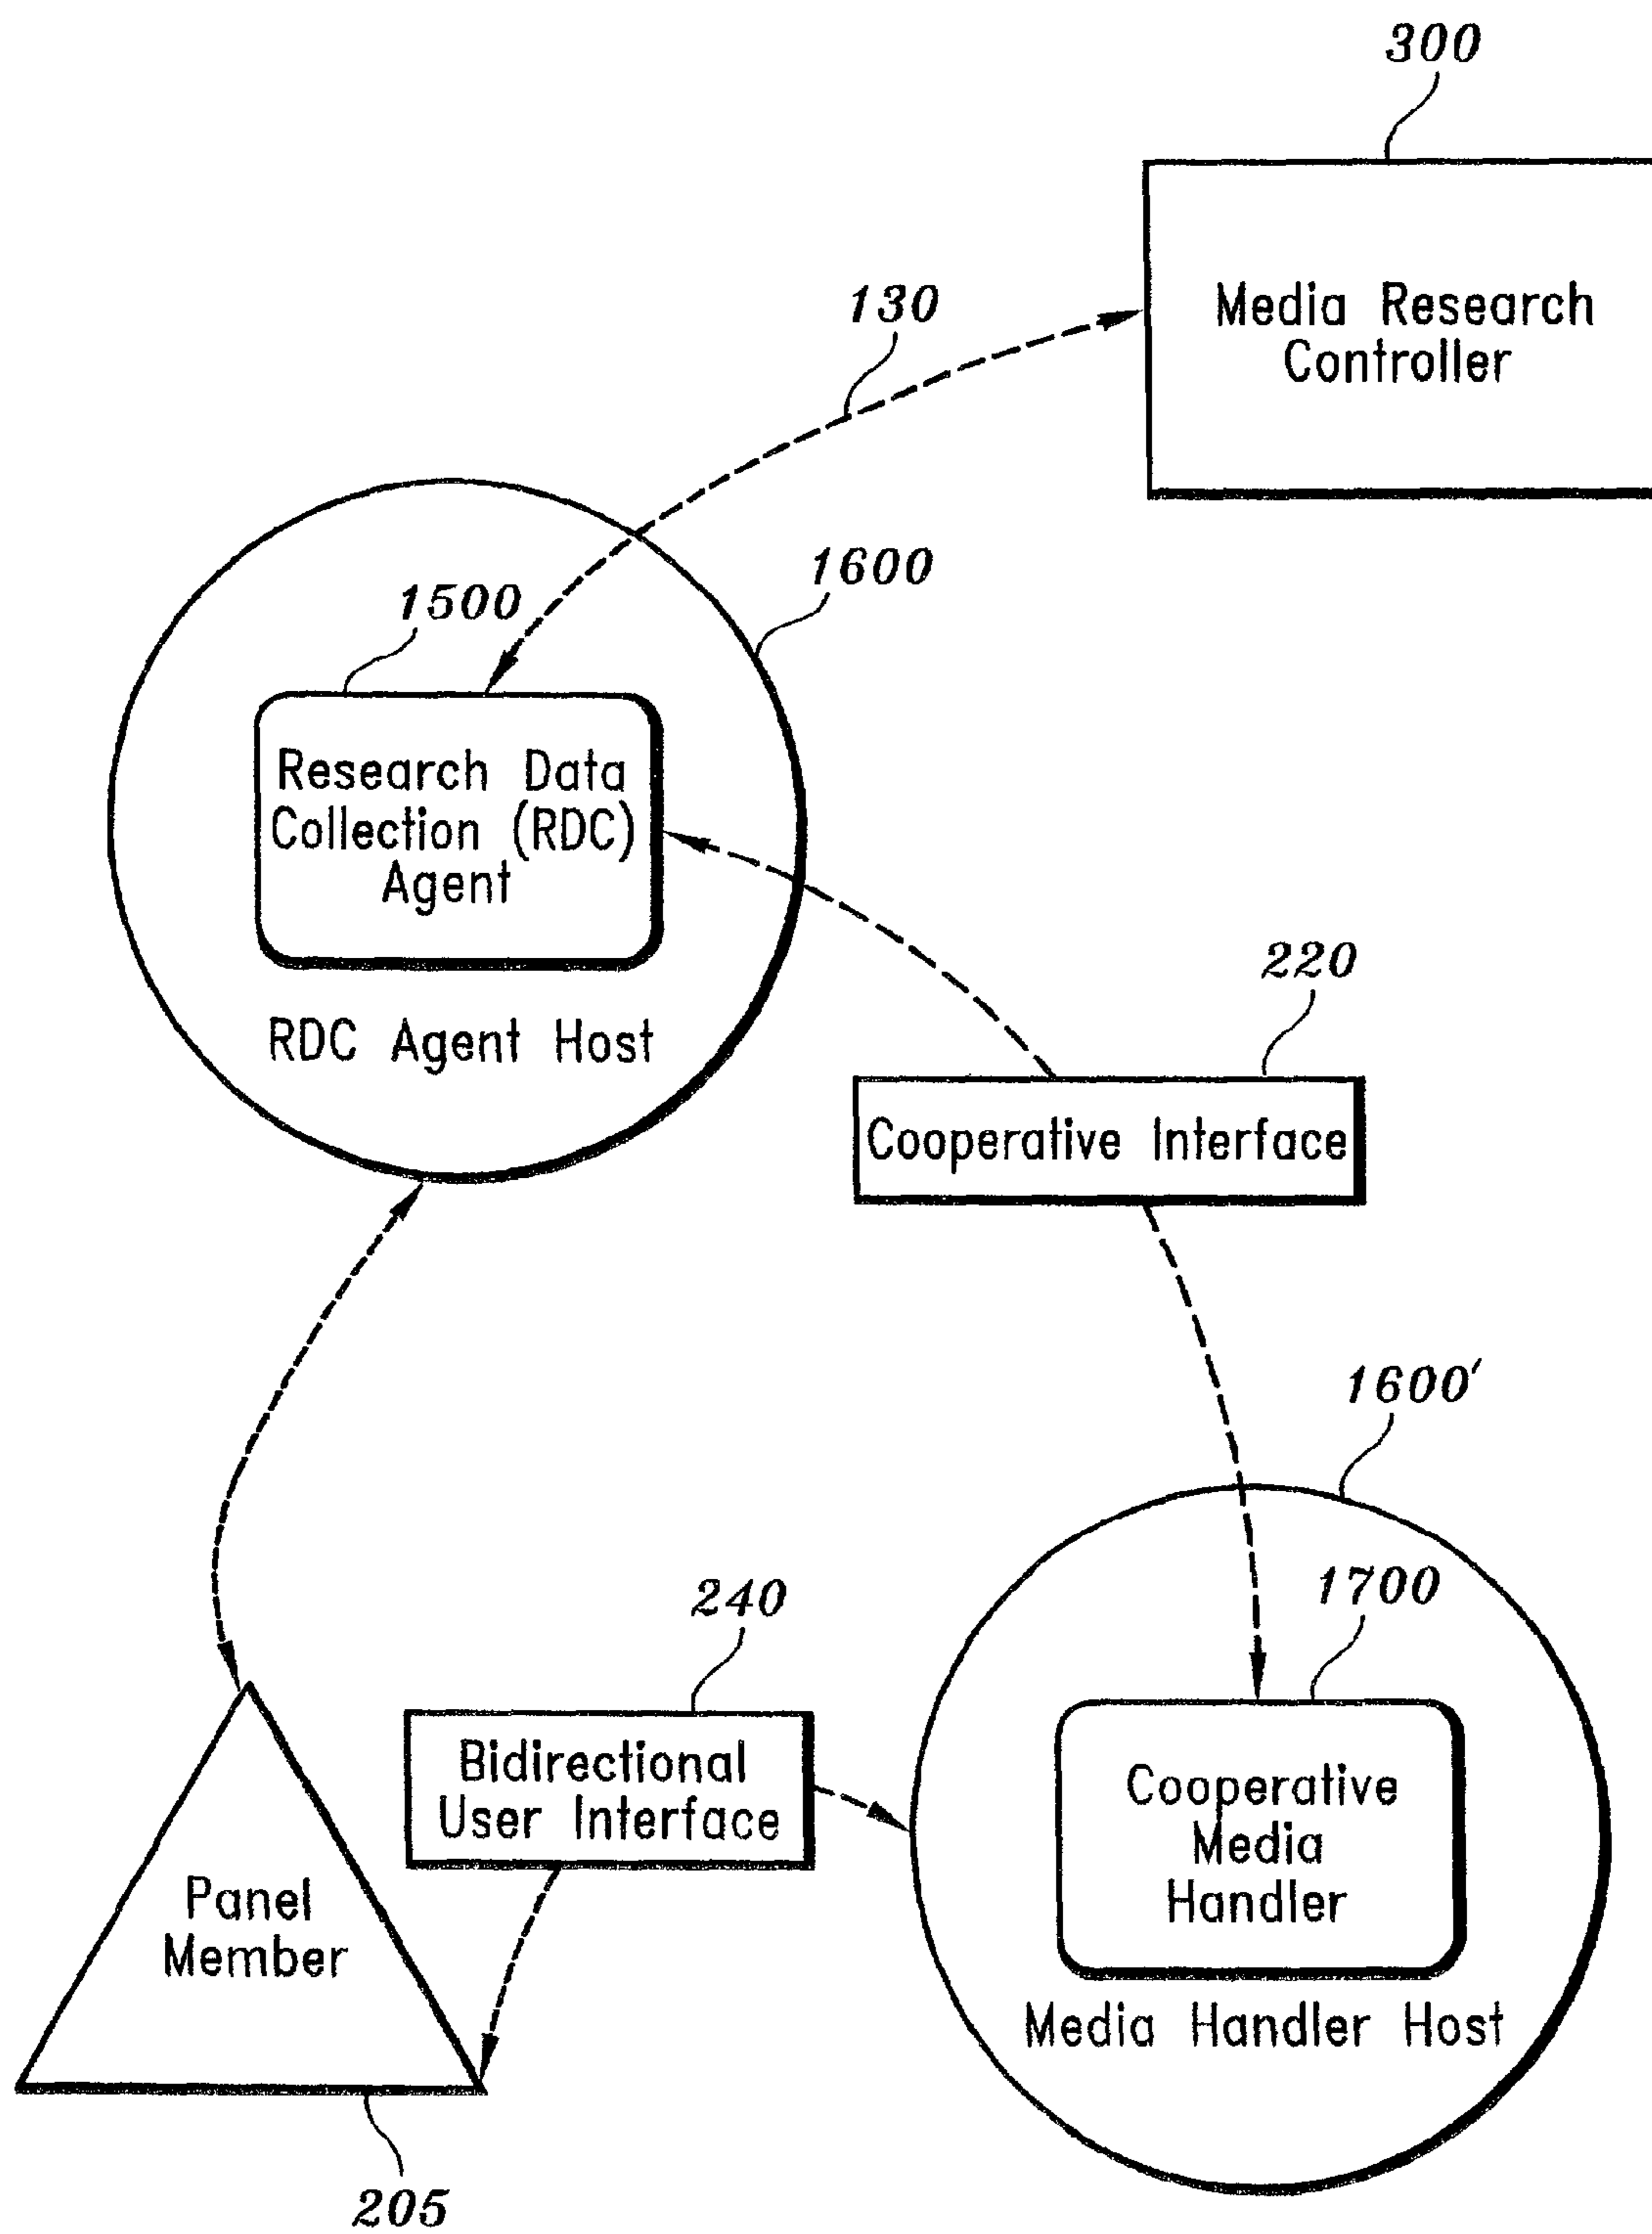 300
Media Research
Controller
130
1600
1500
Research Data
Collection (RDC)
Agent
RDC Agent Host
220
Cooperative Interface
1600'
1700
240
Bidirectional
User Interface
Cooperative
Media
Handler
Media Handler Host
Panel
Member
205